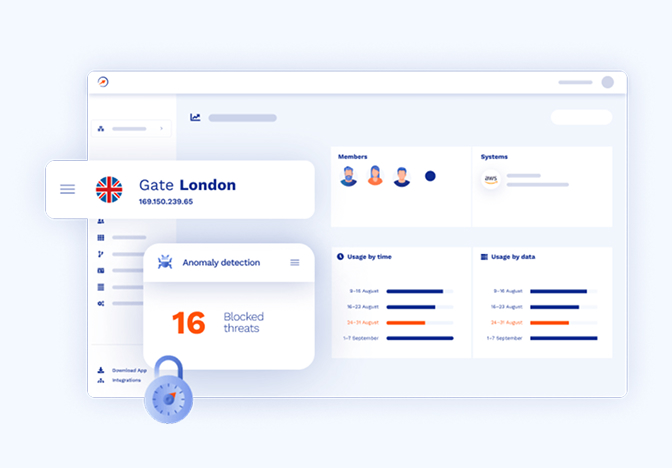 Gate London
169.150.239.65
Members
Systems
aws
Anomaly detection
16 Blocked
threats
Usage by time
9-15 August
16-23 August
24-31 August
1-7 September
Usage by data
9-15 August
16-23 August
24-31 August
1-7 September
Download App
Integrations